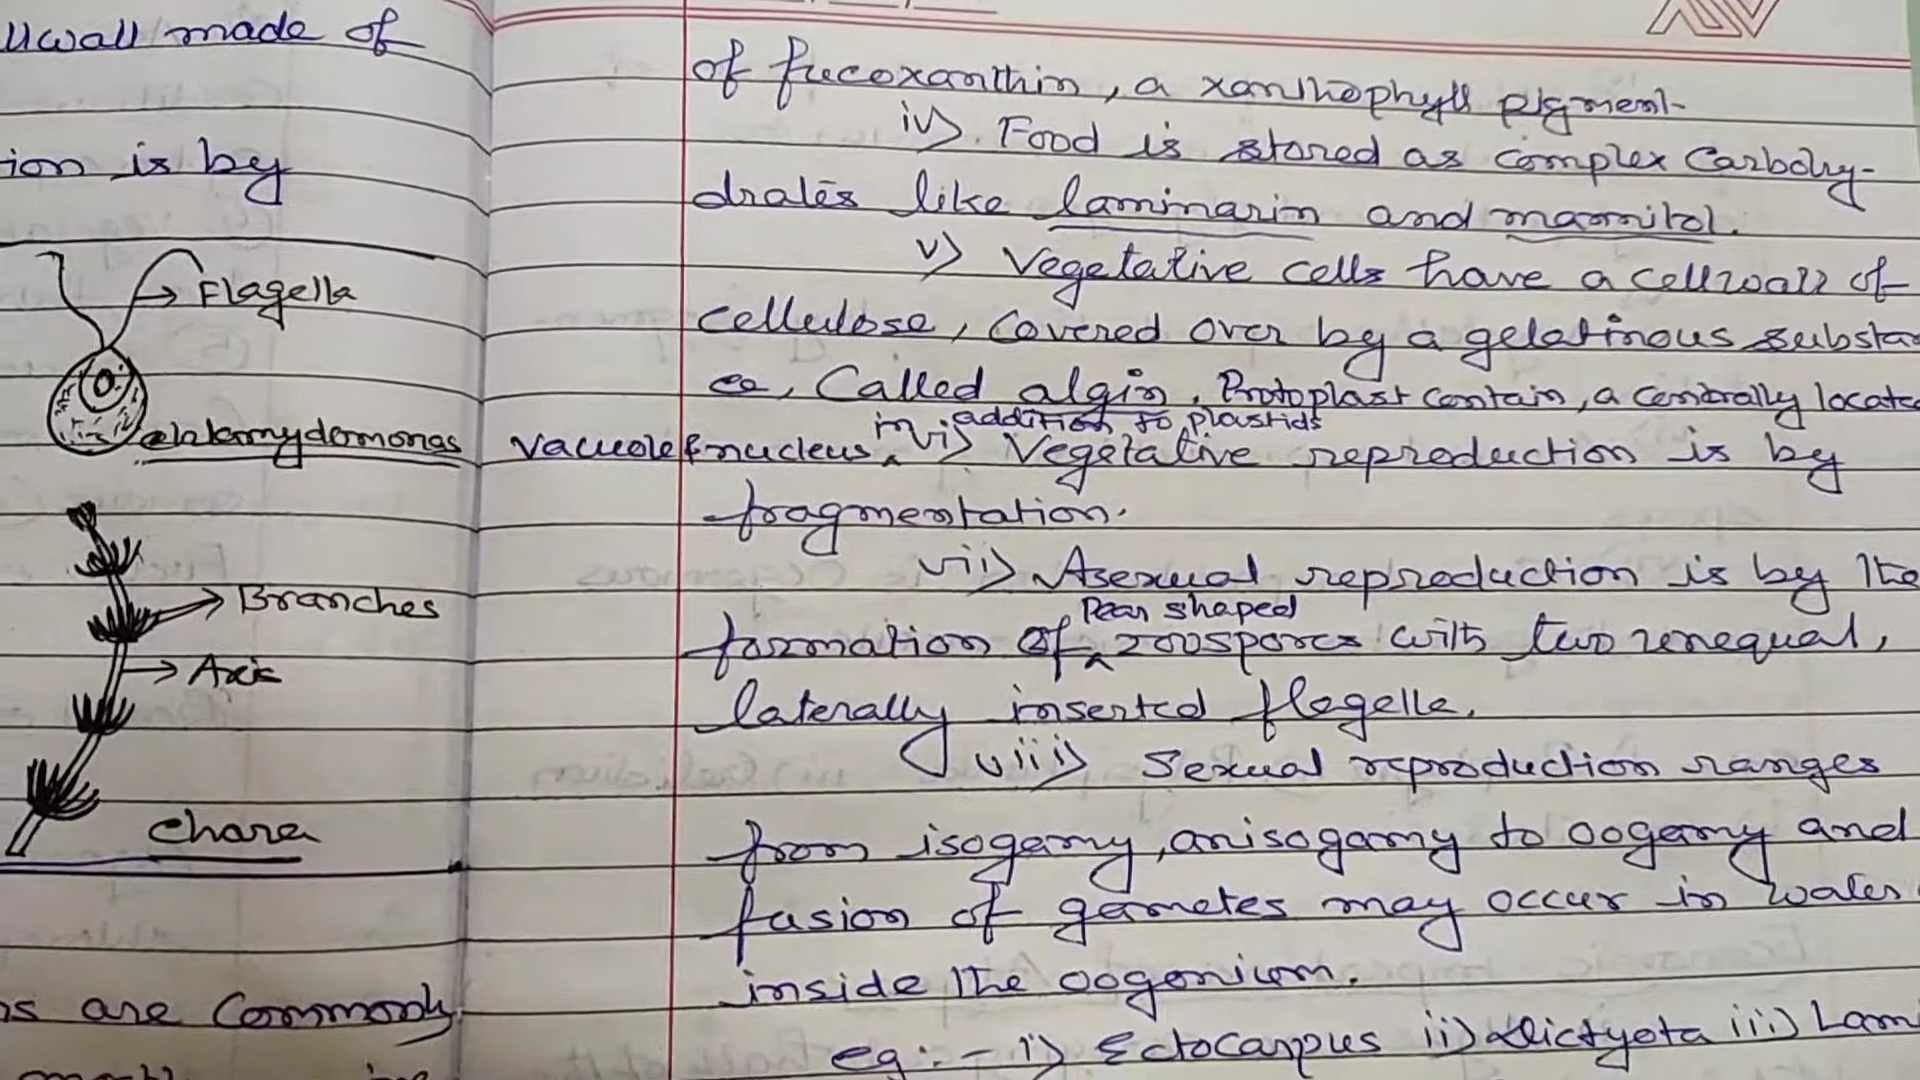 llwall made of
ion is by
Flagella
chlamydomonas
Branches
Axis
Chara
s are Commonly
of fucoxanthin, a xanthophyll pigment
iv) Food is stored as complex Carbohy-
drates like laminarin and mannitol.
v) Vegetative cells have a cellwall of
cellulose, Covered over by a gelatinous substan
ce, Called algin, Protoplast contain, a centrally locate
in addition to plastids
vacuole & nucleus vi) Vegetative reproduction is by
fragmentation.
vii) Asexual reproduction is by the
Pear shaped
formation of zoospores with two unequal,
laterally inserted flagella.
viii) Sexual reproduction ranges
from isogamy, anisogamy to oogamy and
fusion of gametes may occur in water
inside the oogonium.
eg:- i) Ectocarpus ii) Dictyota iii) Lami